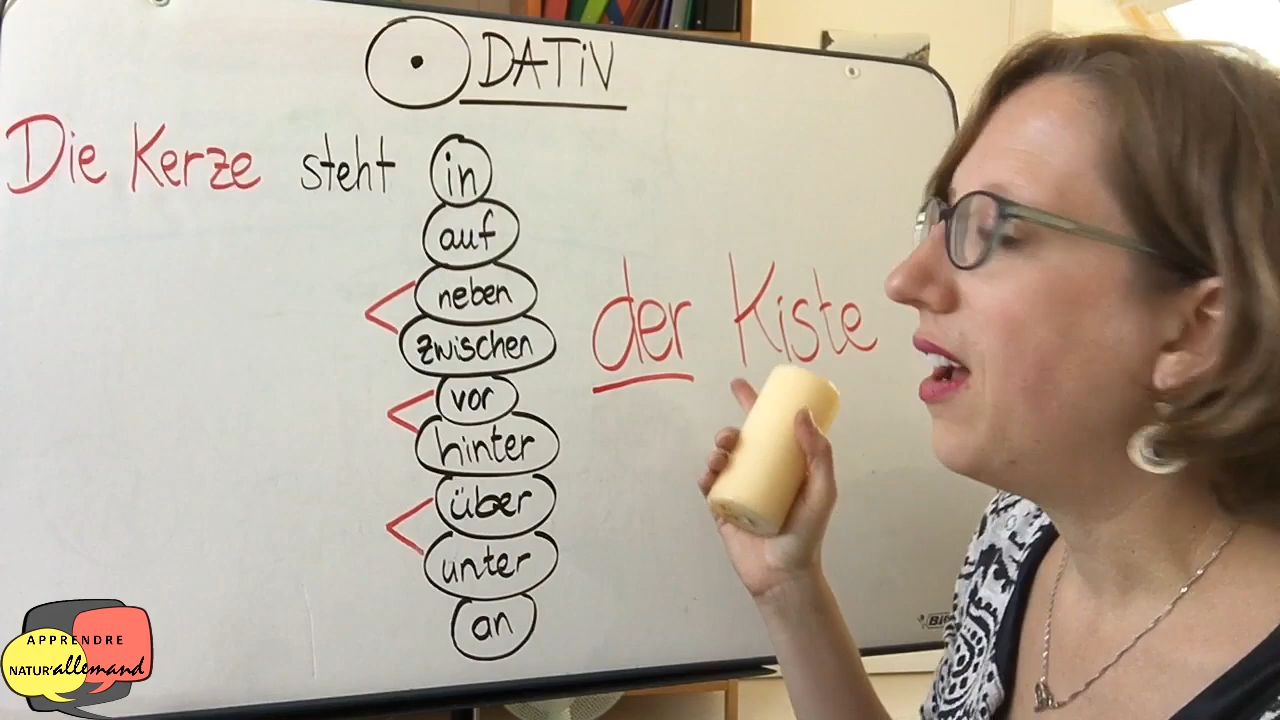 DATiV
Die Kerze steht in
auf
neben
zwischen
der Kiste
vor
hinter
über
unter
an
APPRENDRE
NATUR'allemand